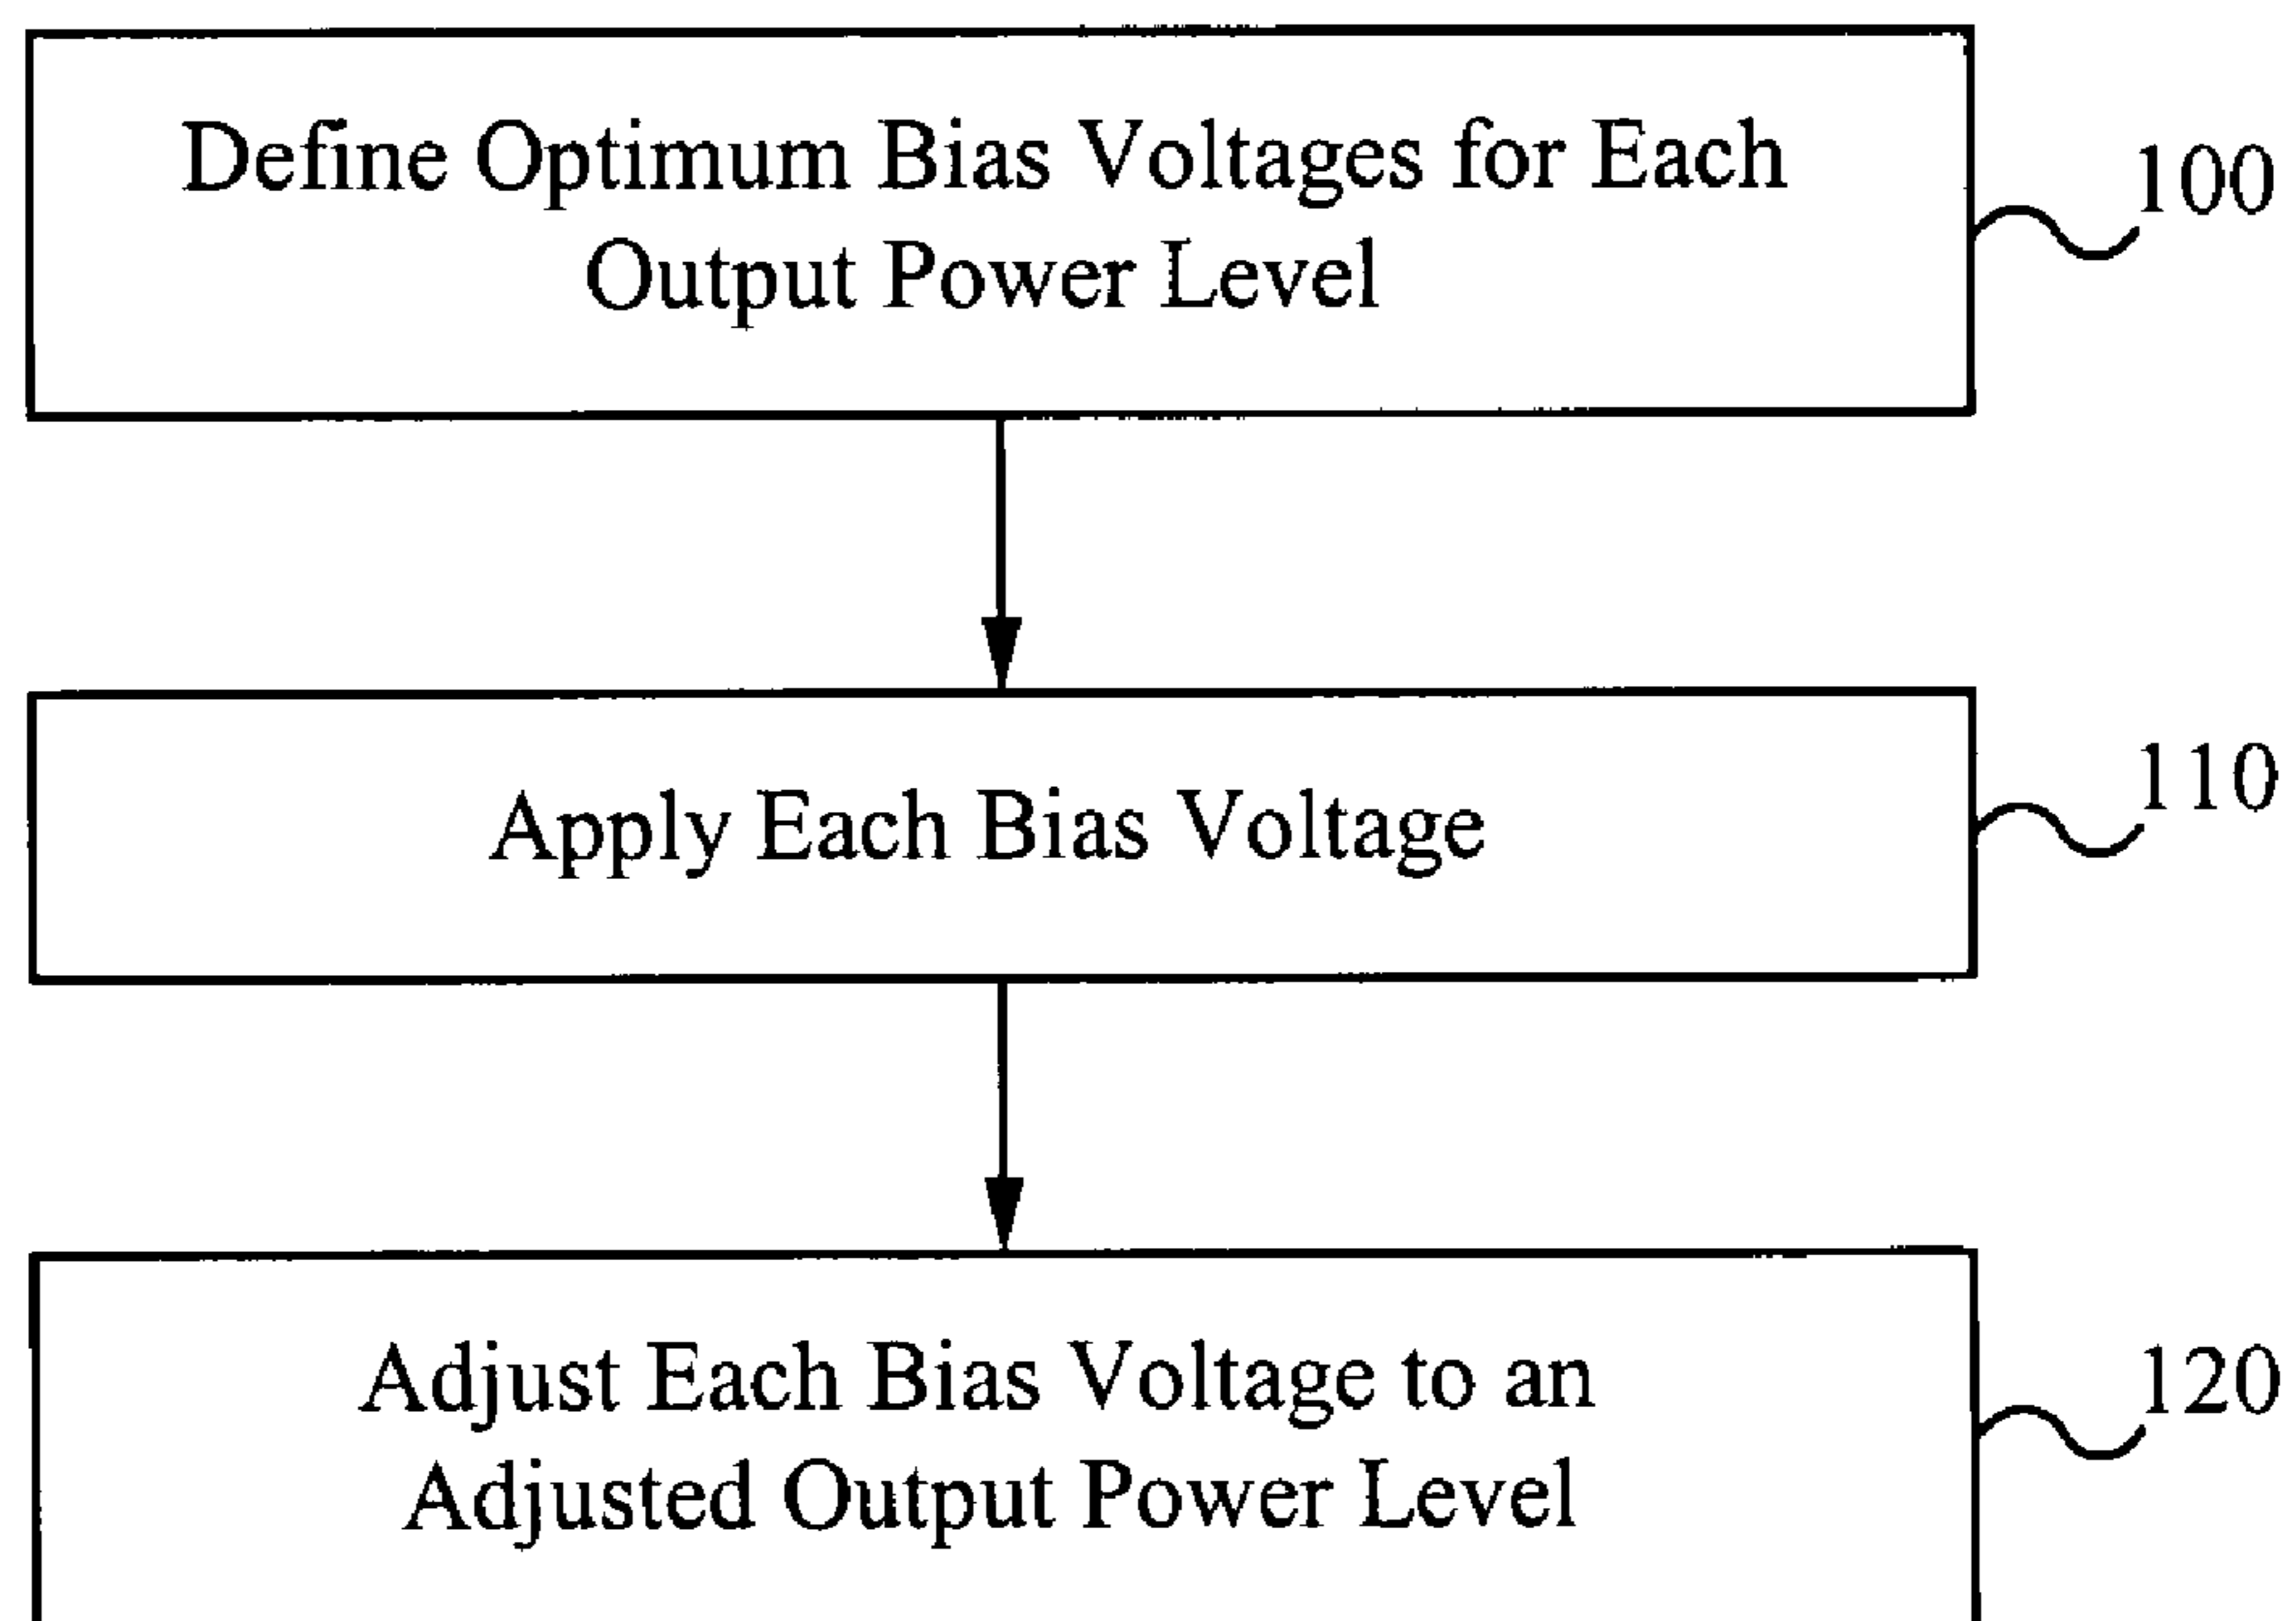 Define Optimum Bias Voltages for Each
Output Power Level
100
Apply Each Bias Voltage
110
Adjust Each Bias Voltage to an
Adjusted Output Power Level
120